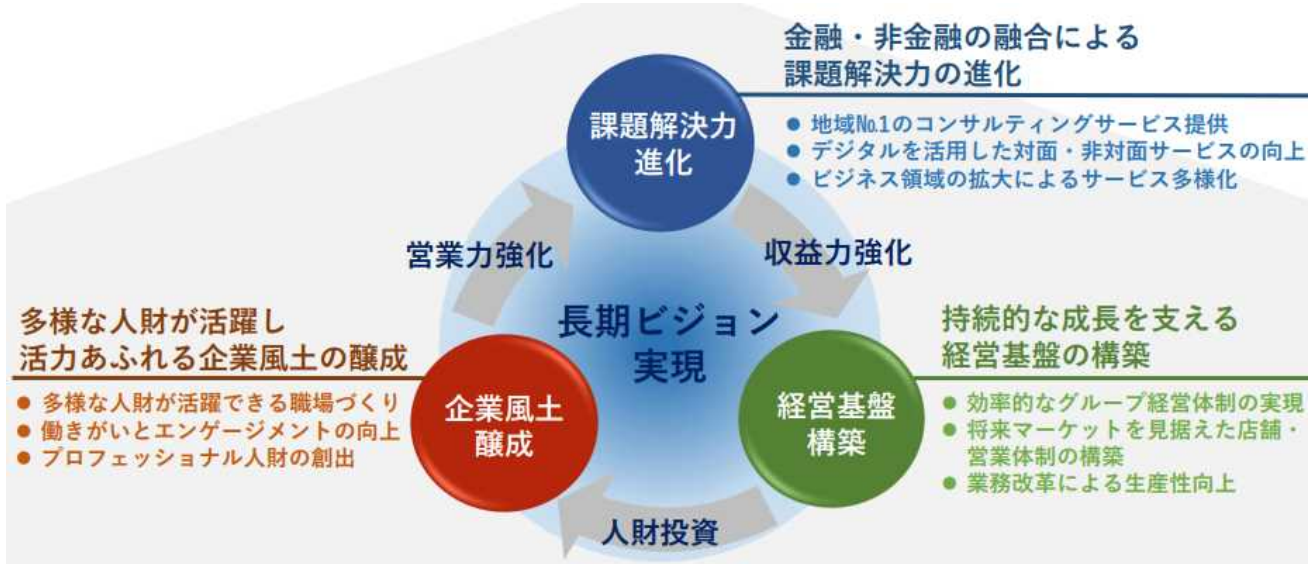 金融・非金融の融合による
課題解決力の進化
● 地域№1のコンサルティングサービス提供
● デジタルを活用した対面・非対面サービスの向上
● ビジネス領域の拡大によるサービス多様化
課題解決力
進化
営業力強化
収益力強化
長期ビジョン
実現
多様な人財が活躍し
活力あふれる企業風土の醸成
● 多様な人財が活躍できる職場づくり
● 働きがいとエンゲージメントの向上
● プロフェッショナル人財の創出
企業風土
醸成
経営基盤
構築
持続的な成長を支える
経営基盤の構築
● 効率的なグループ経営体制の実現
● 将来マーケットを見据えた店舗・
営業体制の構築
● 業務改革による生産性向上
人財投資